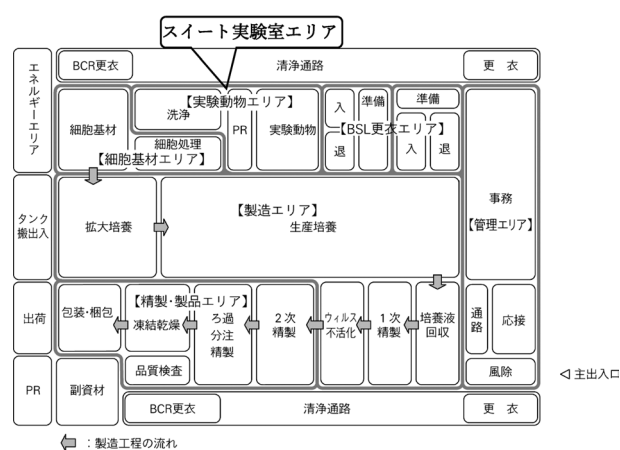 スイート実験室エリア
エネルギーエリア
BCR更衣
清浄通路
更 衣
細胞基材
洗浄
【実験動物エリア】
細胞処理
【細胞基材エリア】
PR
実験動物
入
退
準備
【BSL更衣エリア】
準備
入
退
事務
【管理エリア】
タンク
搬出入
拡大培養
【製造エリア】
生産培養
出荷
包装・梱包
【精製・製品エリア】
凍結乾燥
ろ過
分注
精製
2次
精製
ウィルス
不活化
1次
精製
培養液
回収
通路
応接
品質検査
風除
主出入口
PR
副資材
BCR更衣
清浄通路
更 衣
：製造工程の流れ